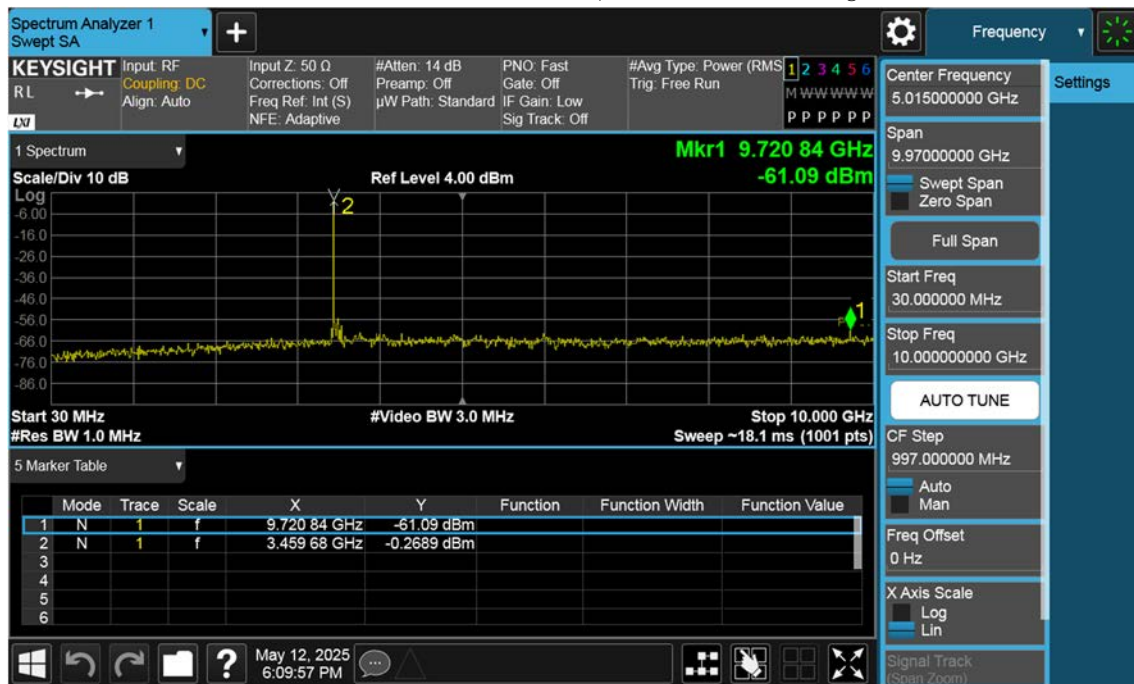 Spectrum Analyzer 1
Swept SA
+
Frequency
KEYSIGHT
RL
LXI
Input: RF
Coupling: DC
Align: Auto
Input Z: 50 Ω
Corrections: Off
Freq Ref: Int (S)
NFE: Adaptive
#Atten: 14 dB
Preamp: Off
µW Path: Standard
PNO: Fast
Gate: Off
IF Gain: Low
Sig Track: Off
#Avg Type: Power (RMS
Trig: Free Run
1 2 3 4 5 6
M W W W W W
P P P P P P
1 Spectrum
Mkr1 9.720 84 GHz
-61.09 dBm
Scale/Div 10 dB
Ref Level 4.00 dBm
Log
-6.00
-16.0
-26.0
-36.0
-46.0
-56.0
-66.0
-76.0
-86.0
2
1
Start 30 MHz
#Video BW 3.0 MHz
Stop 10.000 GHz
#Res BW 1.0 MHz
Sweep ~18.1 ms (1001 pts)
5 Marker Table
Mode Trace Scale X Y Function Function Width Function Value
1 N 1 f 9.720 84 GHz -61.09 dBm
2 N 1 f 3.459 68 GHz -0.2689 dBm
3
4
5
6
?
May 12, 2025
6:09:57 PM
Center Frequency
5.015000000 GHz
Span
9.97000000 GHz
Swept Span
Zero Span
Full Span
Start Freq
30.000000 MHz
Stop Freq
10.000000000 GHz
AUTO TUNE
CF Step
997.000000 MHz
Auto
Man
Freq Offset
0 Hz
X Axis Scale
Log
Lin
Signal Track
(Span Zoom)
Settings